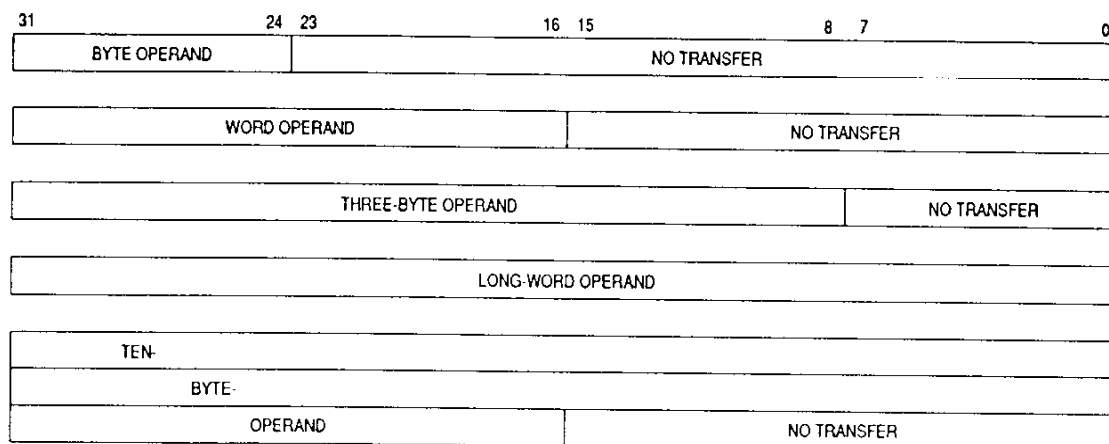 31 24 23 16 15 8 7 0
BYTE OPERAND NO TRANSFER
WORD OPERAND NO TRANSFER
THREE-BYTE OPERAND NO TRANSFER
LONG-WORD OPERAND
TEN-
BYTE-
OPERAND NO TRANSFER